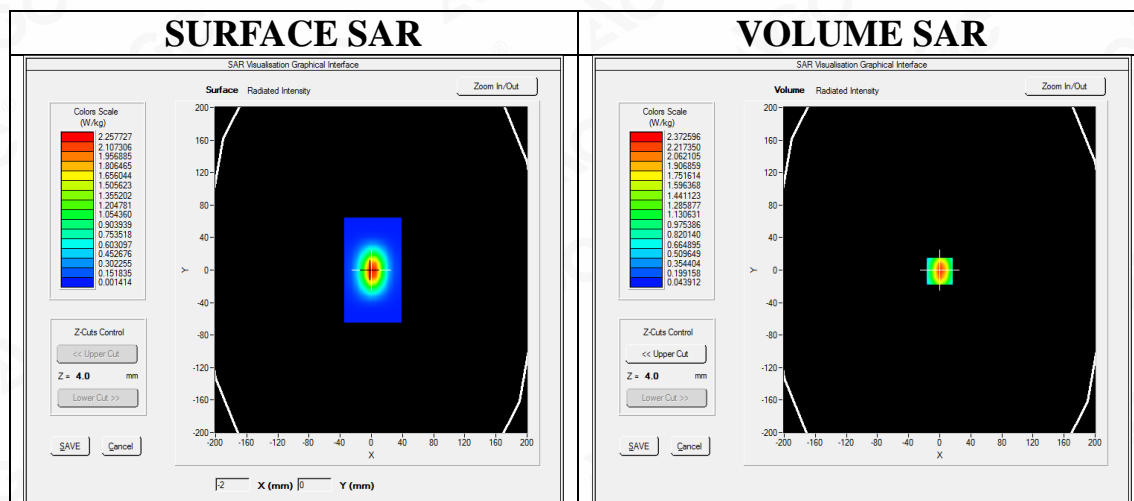 SURFACE SAR
SAR Visualisation Graphical Interface
Surface Radiated Intensity
Zoom In/Out
Colors Scale
(W/kg)
2.257727
2.107306
1.956885
1.806465
1.656044
1.505623
1.355202
1.204781
1.054360
0.903939
0.753518
0.603097
0.452676
0.302255
0.151835
0.001414
200
160
120
80
40
0
-40
-80
-120
-160
-200
Y
-200 -160 -120 -80 -40 0 40 80 120 160 200
X
Z-Cuts Control
<< Upper Cut
Z = 4.0 mm
Lower Cut >>
SAVE Cancel
-2 X (mm) 0 Y (mm)
VOLUME SAR
SAR Visualisation Graphical Interface
Volume Radiated Intensity
Zoom In/Out
Colors Scale
(W/kg)
2.372596
2.217350
2.062105
1.906859
1.751614
1.596368
1.441123
1.285877
1.130631
0.975386
0.820140
0.664895
0.509649
0.354404
0.199158
0.043912
200
160
120
80
40
0
-40
-80
-120
-160
-200
Y
-200 -160 -120 -80 -40 0 40 80 120 160 200
X
Z-Cuts Control
<< Upper Cut
Z = 4.0 mm
Lower Cut >>
SAVE Cancel